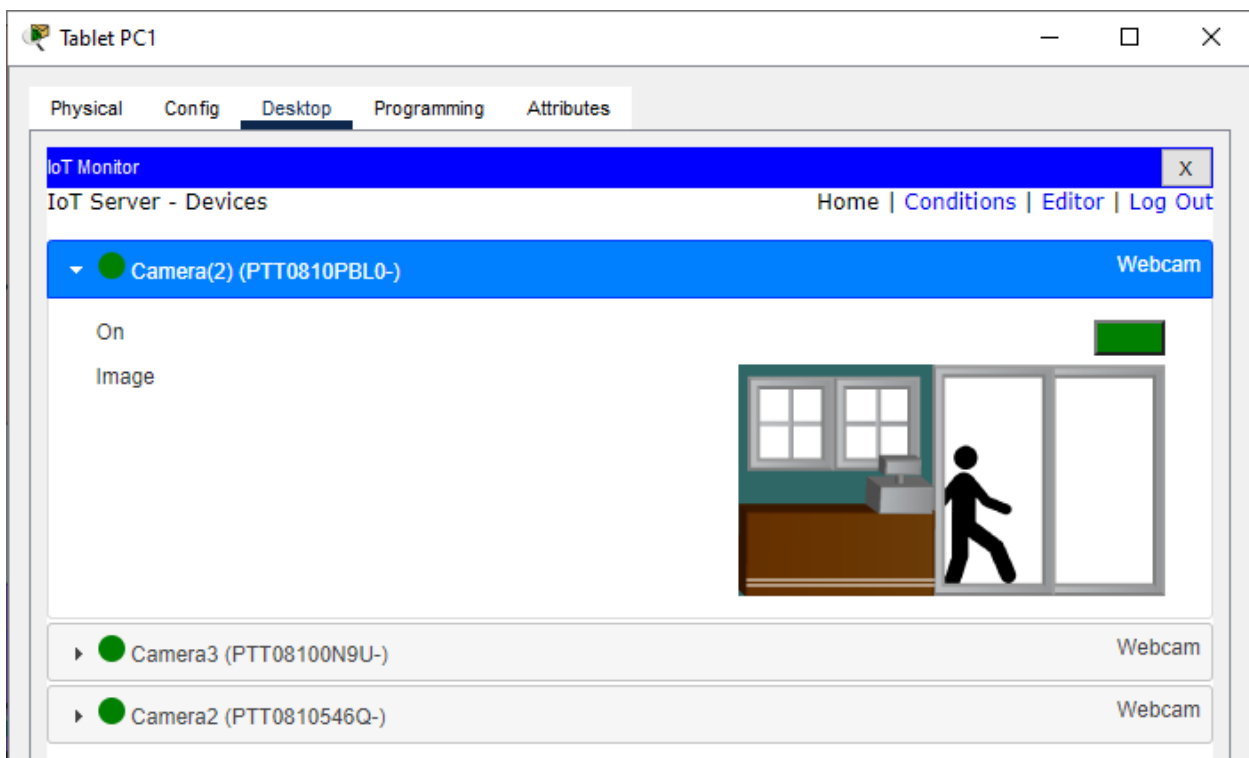 Tablet PC1
Physical Config Desktop Programming Attributes
IoT Monitor X
IoT Server - Devices Home | Conditions | Editor | Log Out
Camera(2) (PTT0810PBL0-) Webcam
On
Image
Camera3 (PTT08100N9U-) Webcam
Camera2 (PTT0810546Q-) Webcam